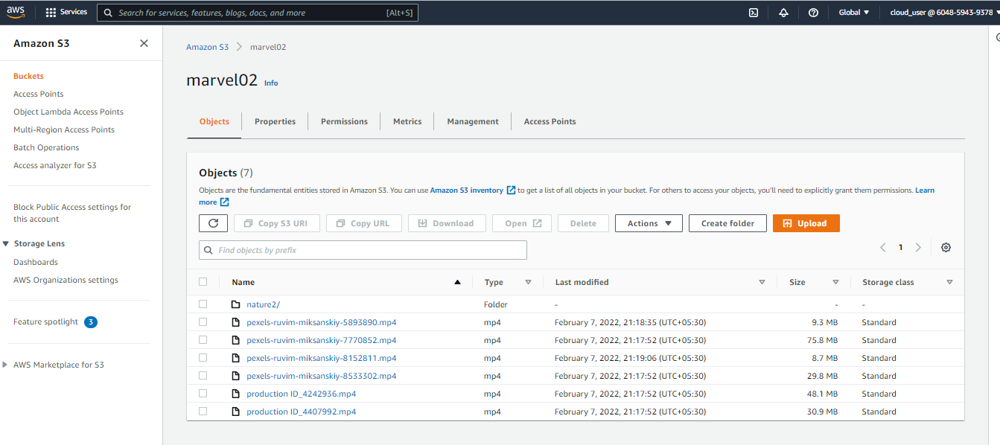 aws Services Search for services, features, blogs, docs, and more [Alt+S] Global cloud_user @ 6048-5943-9378
Amazon S3
Buckets
Access Points
Object Lambda Access Points
Multi-Region Access Points
Batch Operations
Access analyzer for S3
Block Public Access settings for
this account
Storage Lens
Dashboards
AWS Organizations settings
Feature spotlight 3
AWS Marketplace for S3
Amazon S3 marvel02
marvel02 Info
Objects Properties Permissions Metrics Management Access Points
Objects (7)
Objects are the fundamental entities stored in Amazon S3. You can use Amazon S3 inventory to get a list of all objects in your bucket. For others to access your objects, you'll need to explicitly grant them permissions. Learn
more
Copy S3 URI Copy URL Download Open Delete Actions Create folder Upload
Find objects by prefix 1
Name Type Last modified Size Storage class
nature2/ Folder - - -
pexels-ruvim-miksanskiy-5893890.mp4 mp4 February 7, 2022, 21:18:35 (UTC+05:30) 9.3 MB Standard
pexels-ruvim-miksanskiy-7770852.mp4 mp4 February 7, 2022, 21:17:52 (UTC+05:30) 75.8 MB Standard
pexels-ruvim-miksanskiy-8152811.mp4 mp4 February 7, 2022, 21:19:06 (UTC+05:30) 8.7 MB Standard
pexels-ruvim-miksanskiy-8533302.mp4 mp4 February 7, 2022, 21:17:52 (UTC+05:30) 29.8 MB Standard
production ID_4242936.mp4 mp4 February 7, 2022, 21:17:52 (UTC+05:30) 48.1 MB Standard
production ID_4407992.mp4 mp4 February 7, 2022, 21:17:52 (UTC+05:30) 30.9 MB Standard